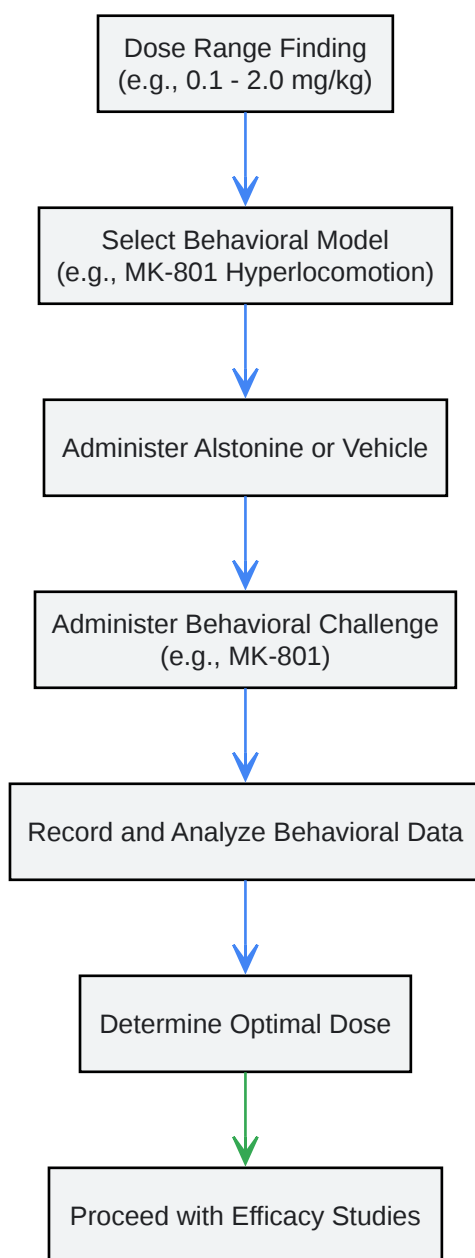 Dose Range Finding
(e.g., 0.1 - 2.0 mg/kg)
Select Behavioral Model
(e.g., MK-801 Hyperlocomotion)
Administer Alstonine or Vehicle
Administer Behavioral Challenge
(e.g., MK-801)
Record and Analyze Behavioral Data
Determine Optimal Dose
Proceed with Efficacy Studies